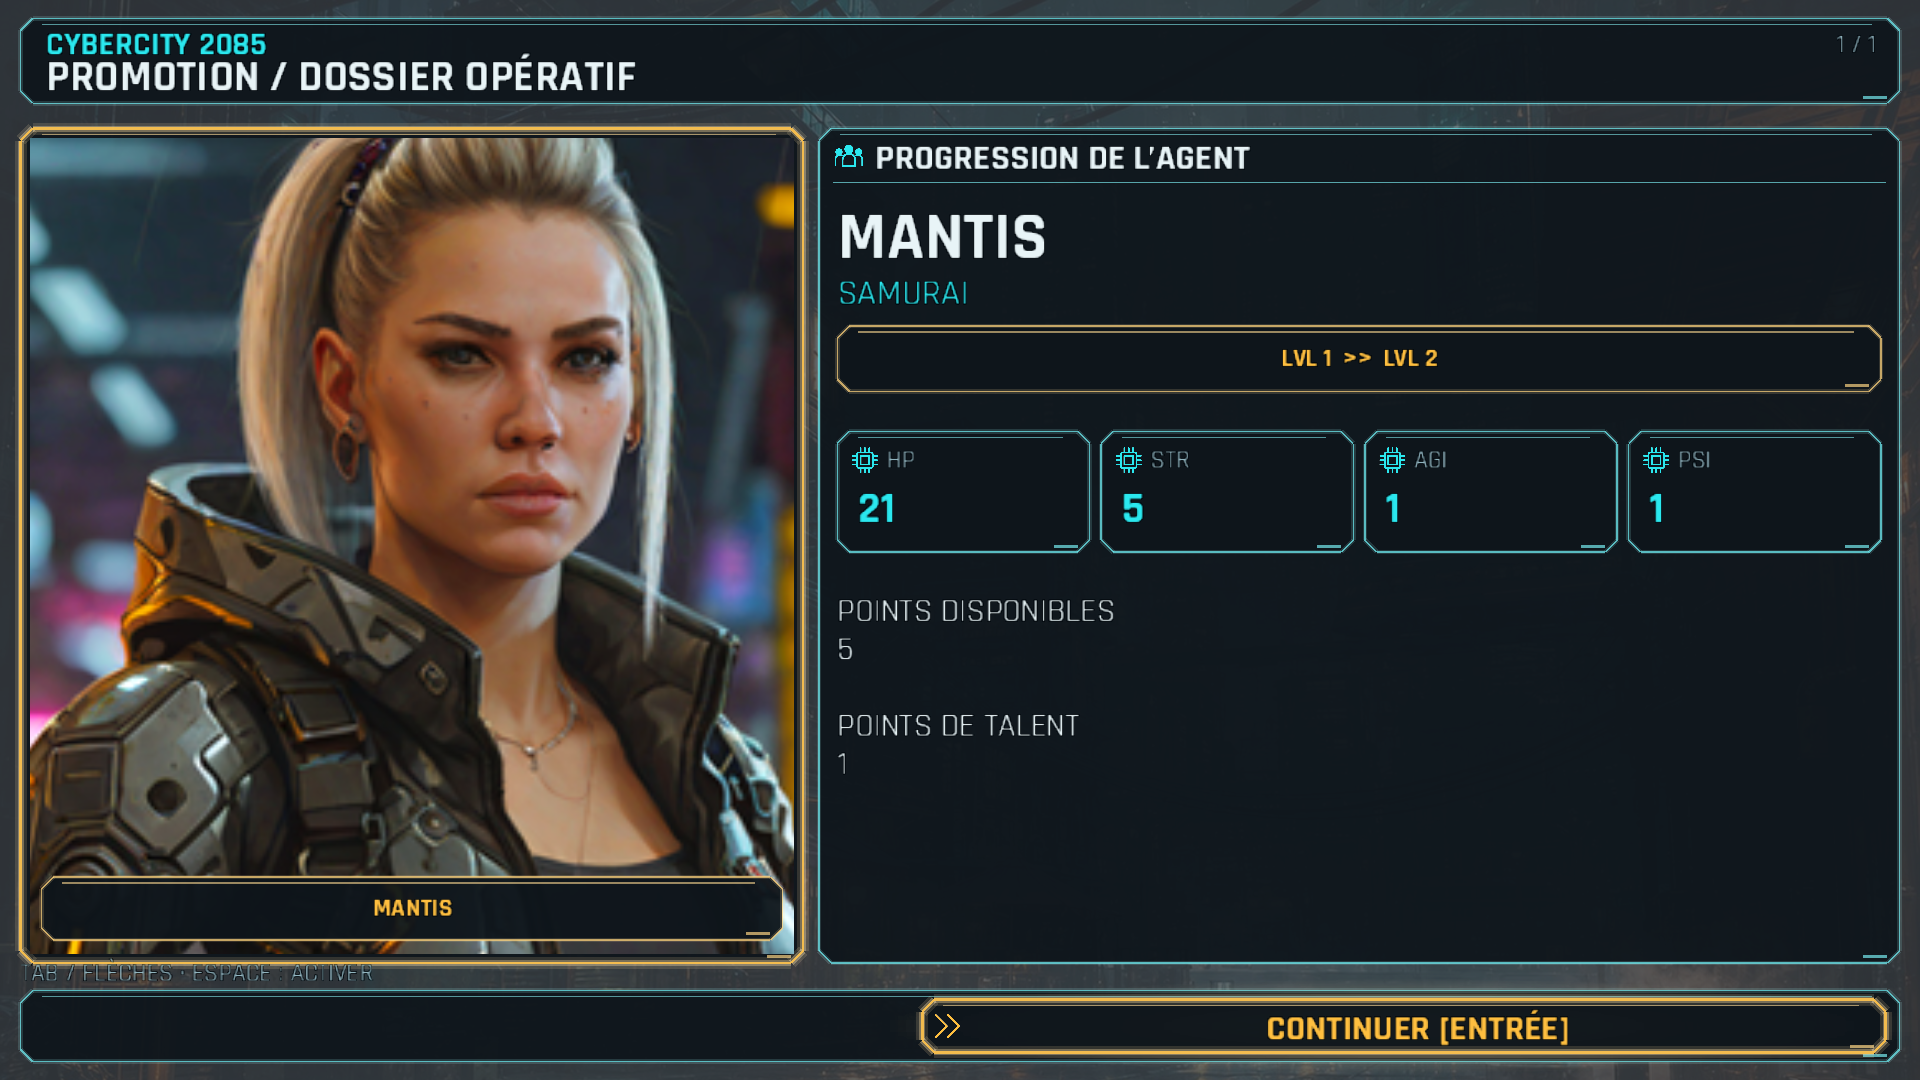 CYBERCITY 2085
PROMOTION / DOSSIER OPÉRATIF
1 / 1
PROGRESSION DE L'AGENT
MANTIS
SAMURAI
LVL 1 >> LVL 2
HP
21
STR
5
AGI
1
PSI
1
POINTS DISPONIBLES
5
POINTS DE TALENT
1
MANTIS
TAB / FLÈCHES · ESPACE : ACTIVER
CONTINUER [ENTRÉE]